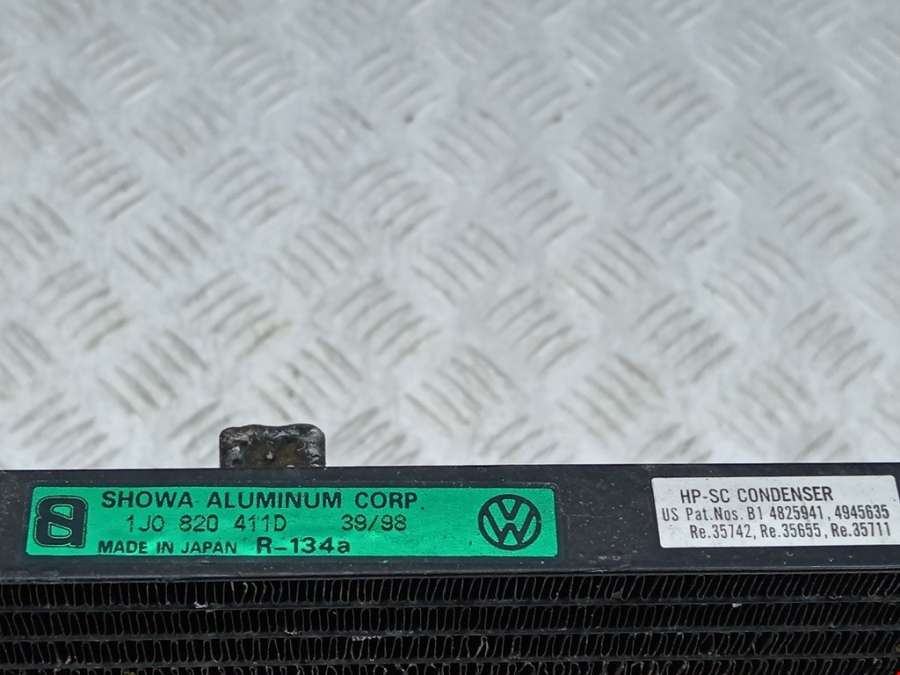 SHOWA ALUMINUM CORP.
1J0 820 411D 39/98
MADE IN JAPAN R-134a
HP-SC CONDENSER
US Pat.Nos. B1 4825941, 4945635
Re.35742, Re.35655, Re.35711